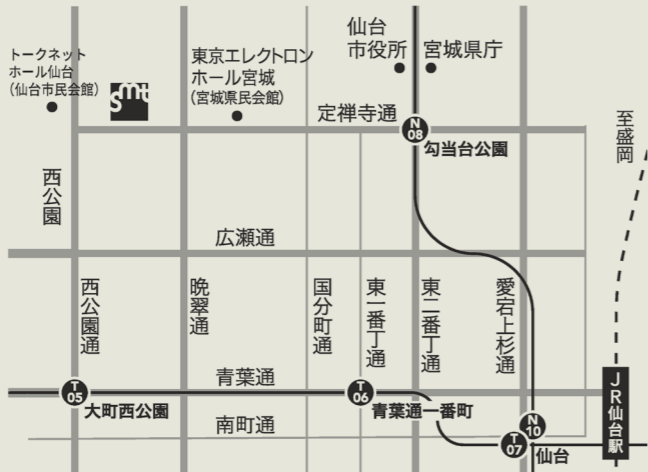 トークネット
ホール仙台
(仙台市民会館)
smt
東京エレクトロン
ホール宮城
(宮城県民会館)
仙台
市役所
宮城県庁
定禅寺通
N
08
勾当台公園
至盛岡
西公園
広瀬通
西公園通
晩翠通
国分町通
東一番丁通
東二番丁通
愛宕上杉通
青葉通
T
05
大町西公園
T
06
青葉通一番町
南町通
N
10
T
07
仙台
JR仙台駅